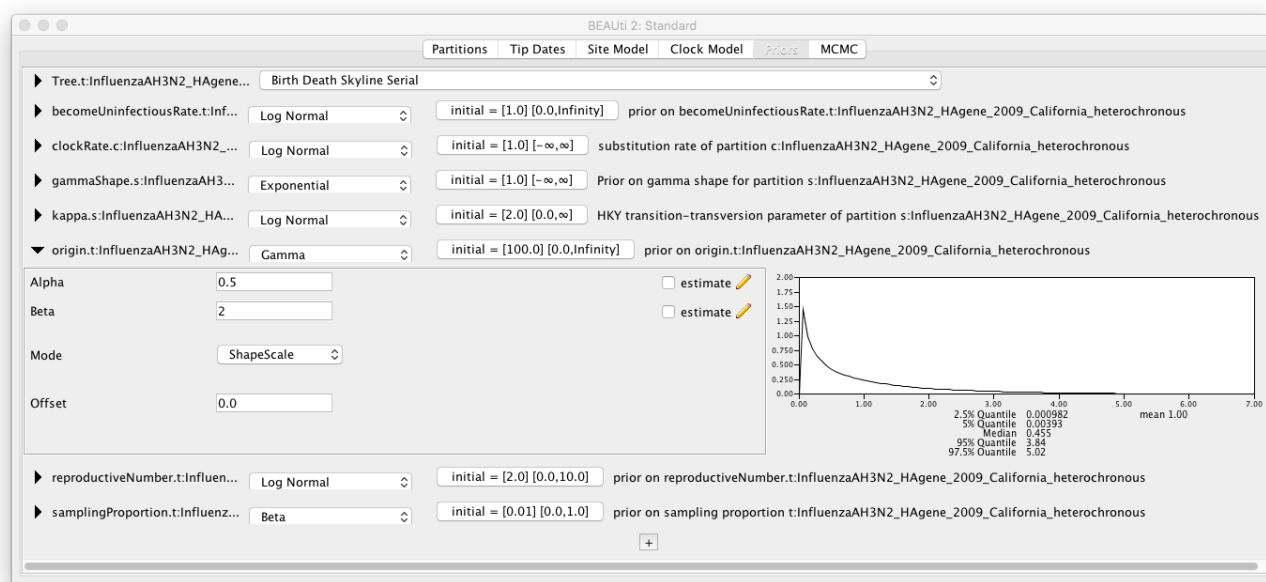 BEAUti 2: Standard
Partitions Tip Dates Site Model Clock Model Priors MCMC
Tree.t:InfluenzaAH3N2_HAgene... Birth Death Skyline Serial
becomeUninfectiousRate.t:Inf... Log Normal initial = [1.0] [0.0,Infinity] prior on becomeUninfectiousRate.t:InfluenzaAH3N2_HAgene_2009_California_heterochronous
clockRate.c:InfluenzaAH3N2_... Log Normal initial = [1.0] [-∞,∞] substitution rate of partition c:InfluenzaAH3N2_HAgene_2009_California_heterochronous
gammaShape.s:InfluenzaAH3... Exponential initial = [1.0] [-∞,∞] Prior on gamma shape for partition s:InfluenzaAH3N2_HAgene_2009_California_heterochronous
kappa.s:InfluenzaAH3N2_HA... Log Normal initial = [2.0] [0.0,∞] HKY transition-transversion parameter of partition s:InfluenzaAH3N2_HAgene_2009_California_heterochronous
origin.t:InfluenzaAH3N2_HAg... Gamma initial = [100.0] [0.0,Infinity] prior on origin.t:InfluenzaAH3N2_HAgene_2009_California_heterochronous
Alpha 0.5 estimate
Beta 2 estimate
Mode ShapeScale
Offset 0.0
2.00
1.75
1.50
1.25
1.00
0.750
0.500
0.250
0.00
0.00 1.00 2.00 3.00 4.00 5.00 6.00 7.00
2.5% Quantile 0.000982 mean 1.00
5% Quantile 0.00393
Median 0.455
95% Quantile 3.84
97.5% Quantile 5.02
reproductiveNumber.t:Influen... Log Normal initial = [2.0] [0.0,10.0] prior on reproductiveNumber.t:InfluenzaAH3N2_HAgene_2009_California_heterochronous
samplingProportion.t:Influenz... Beta initial = [0.01] [0.0,1.0] prior on sampling proportion t:InfluenzaAH3N2_HAgene_2009_California_heterochronous
+